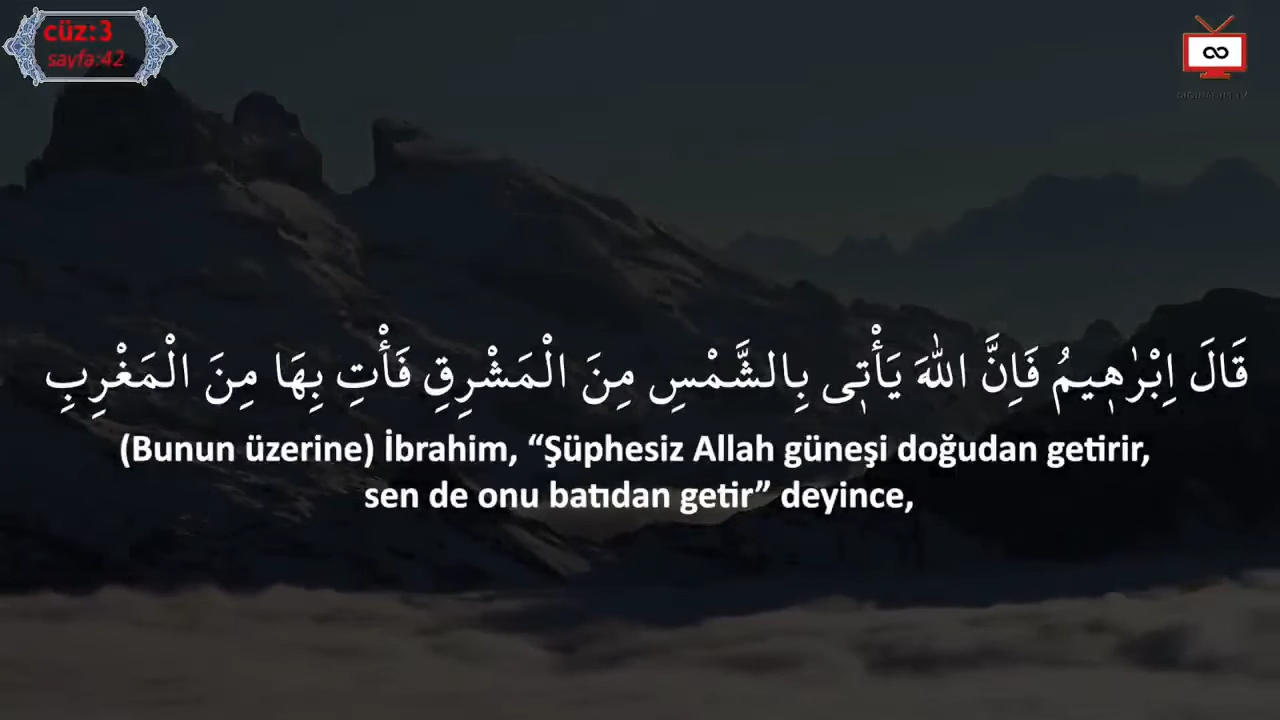 cüz:3
sayfa:42
قَالَ اِبْرٰه۪يمُ فَاِنَّ اللّٰهَ يَأْت۪ى بِالشَّمْسِ مِنَ الْمَشْرِقِ فَأْتِ بِهَا مِنَ الْمَغْرِبِ
(Bunun üzerine) İbrahim, “Şüphesiz Allah güneşi doğudan getirir,
sen de onu batıdan getir” deyince,